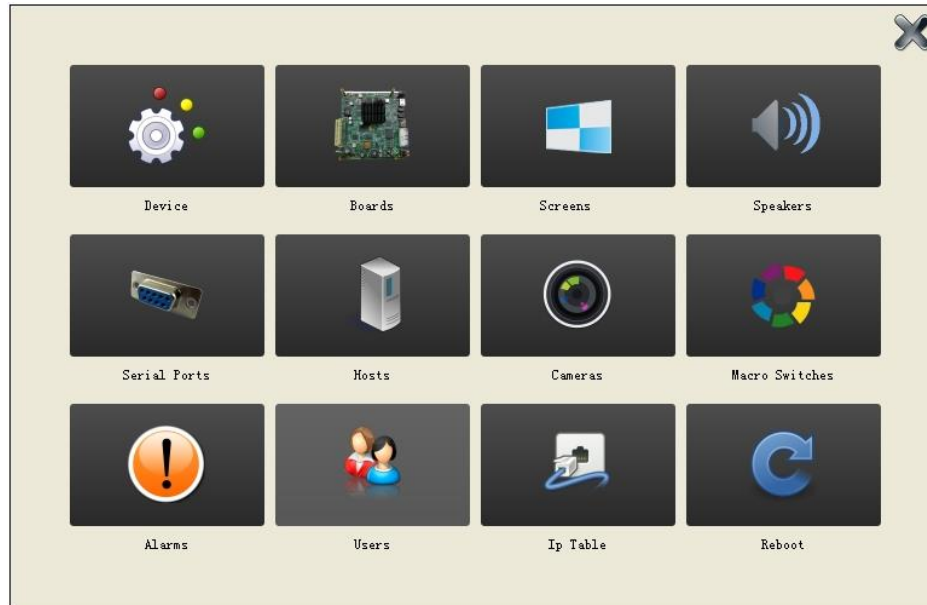 Device Boards Screens Speakers
Serial Ports Hosts Cameras Macro Switches
Alarms Users Ip Table Reboot